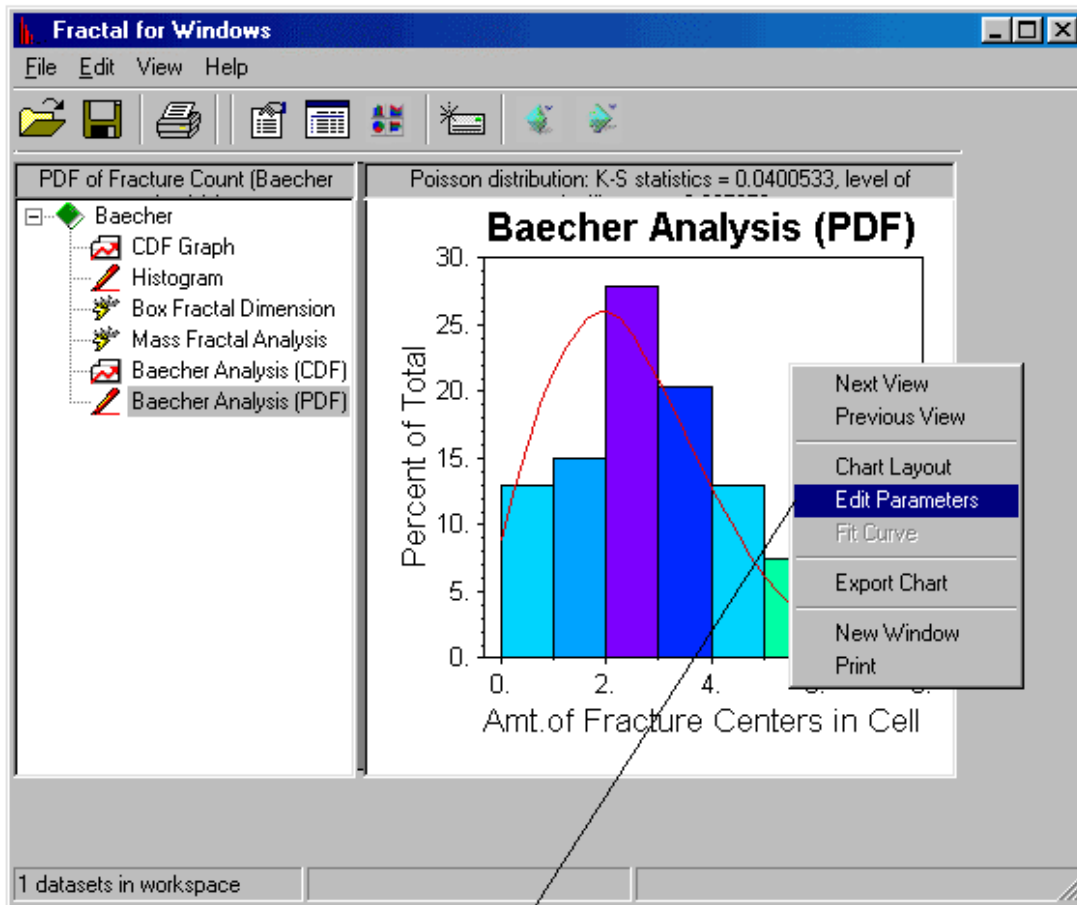 Fractal for Windows
File Edit View Help
PDF of Fracture Count (Baecher
Poisson distribution: K-S statistics = 0.0400533, level of
Baecher
CDF Graph
Histogram
Box Fractal Dimension
Mass Fractal Analysis
Baecher Analysis (CDF)
Baecher Analysis (PDF)
Baecher Analysis (PDF)
30.
25.
20.
15.
10.
5.
0.
Percent of Total
0. 2. 4.
Amt.of Fracture Centers in Cell
Next View
Previous View
Chart Layout
Edit Parameters
Fit Curve
Export Chart
New Window
Print
1 datasets in workspace